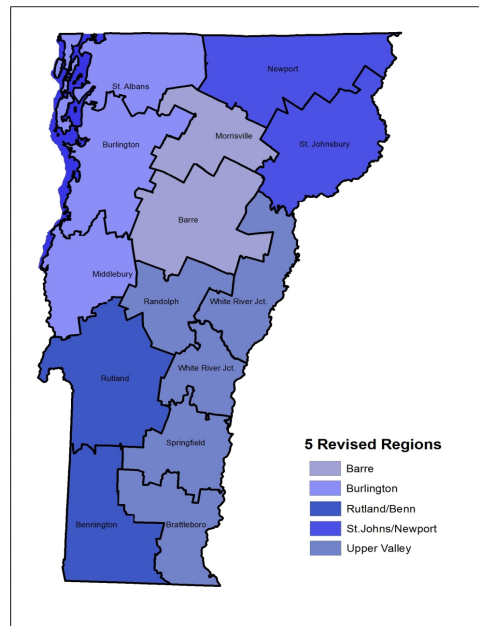 Newport
St. Albans
Morrisville
Burlington
St. Johnsbury
Barre
Middlebury
Randolph
White River Jct.
White River Jct.
Rutland
Springfield
Bennington
Brattleboro
5 Revised Regions
Barre
Burlington
Rutland/Benn
St.Johns/Newport
Upper Valley